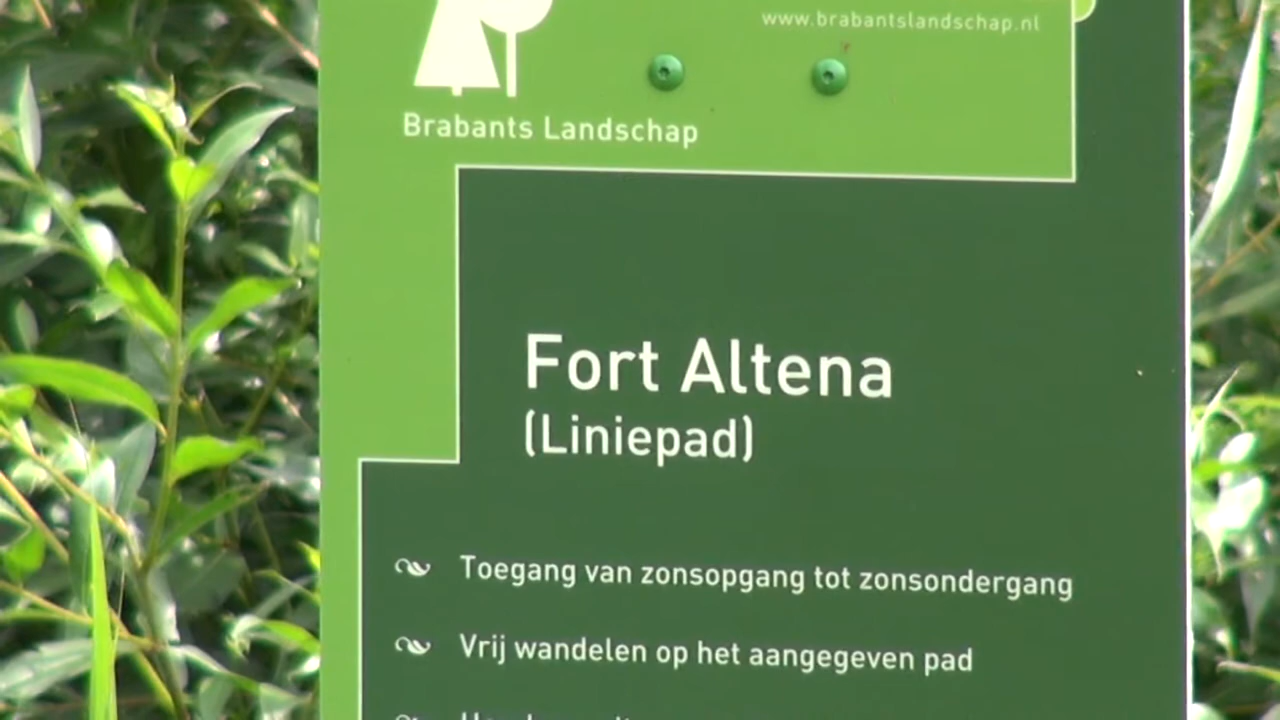 www.brabantslandschap.nl
Brabants Landschap
Fort Altena
(Liniepad)
Toegang van zonsopgang tot zonsondergang
Vrij wandelen op het aangegeven pad